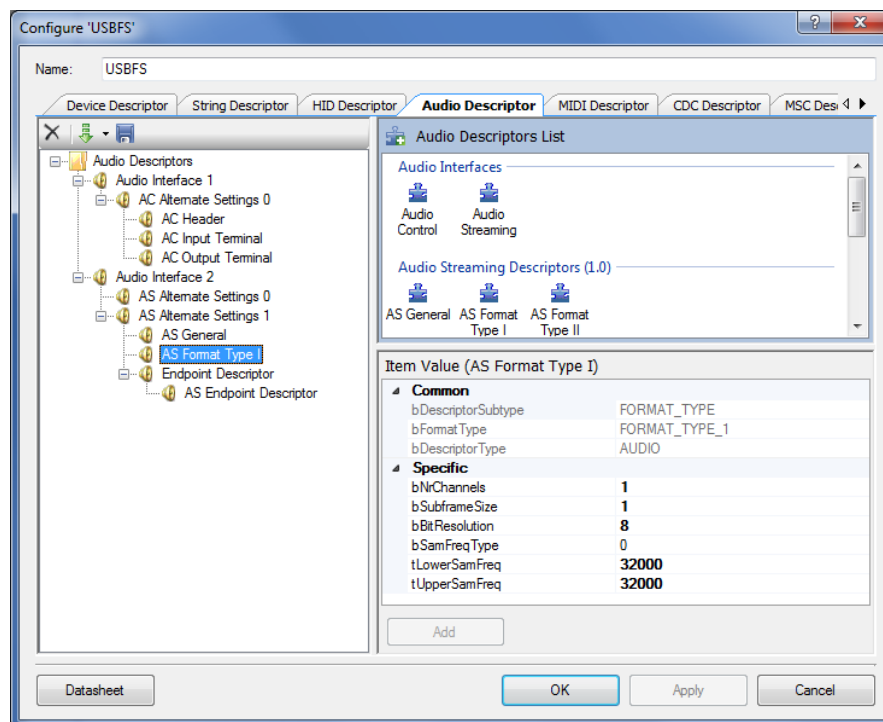 Configure 'USBFS'
Name: USBFS
Device Descriptor String Descriptor HID Descriptor Audio Descriptor MIDI Descriptor CDC Descriptor MSC Des
Audio Descriptors
Audio Interface 1
AC Alternate Settings 0
AC Header
AC Input Terminal
AC Output Terminal
Audio Interface 2
AS Alternate Settings 0
AS Alternate Settings 1
AS General
AS Format Type I
Endpoint Descriptor
AS Endpoint Descriptor
Audio Descriptors List
Audio Interfaces
Audio Control
Audio Streaming
Audio Streaming Descriptors (1.0)
AS General
AS Format Type I
AS Format Type II
Item Value (AS Format Type I)
Common
bDescriptorSubtype FORMAT_TYPE
bFormatType FORMAT_TYPE_1
bDescriptorType AUDIO
Specific
bNrChannels 1
bSubframeSize 1
bBitResolution 8
bSamFreqType 0
tLowerSamFreq 32000
tUpperSamFreq 32000
Add
Datasheet OK Apply Cancel